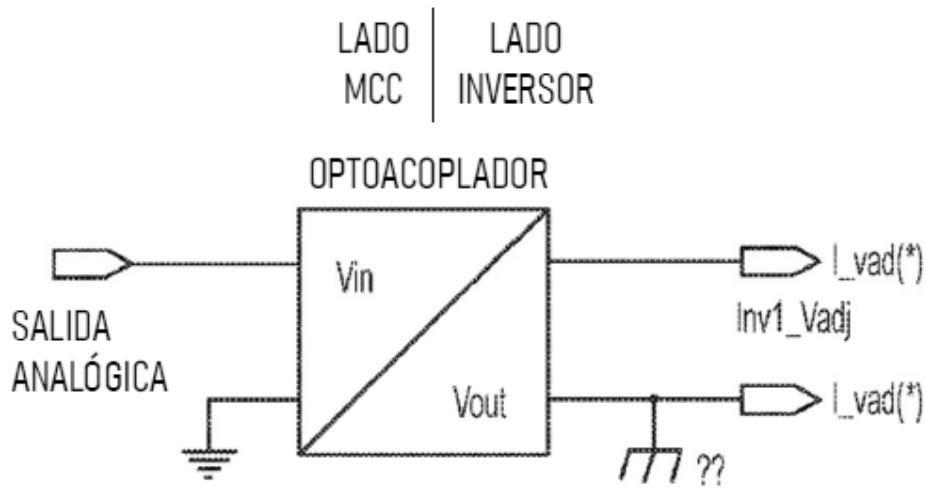 LADO
MCC
LADO
INVERSOR
OPTOACOPLADOR
Vin
I_vad(*)
Inv1_Vadj
SALIDA
ANALÓGICA
Vout
I_vad(*)
??